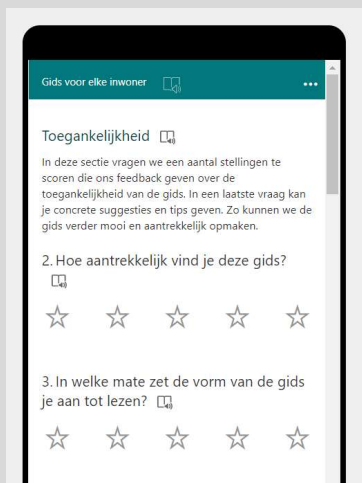 Gids voor elke inwoner
Toegankelijkheid
In deze sectie vragen we een aantal stellingen te
scoren die ons feedback geven over de
toegankelijkheid van de gids. In een laatste vraag kan
je concrete suggesties en tips geven. Zo kunnen we de
gids verder mooi en aantrekkelijk opmaken.
2. Hoe aantrekkelijk vind je deze gids?
3. In welke mate zet de vorm van de gids
je aan tot lezen?